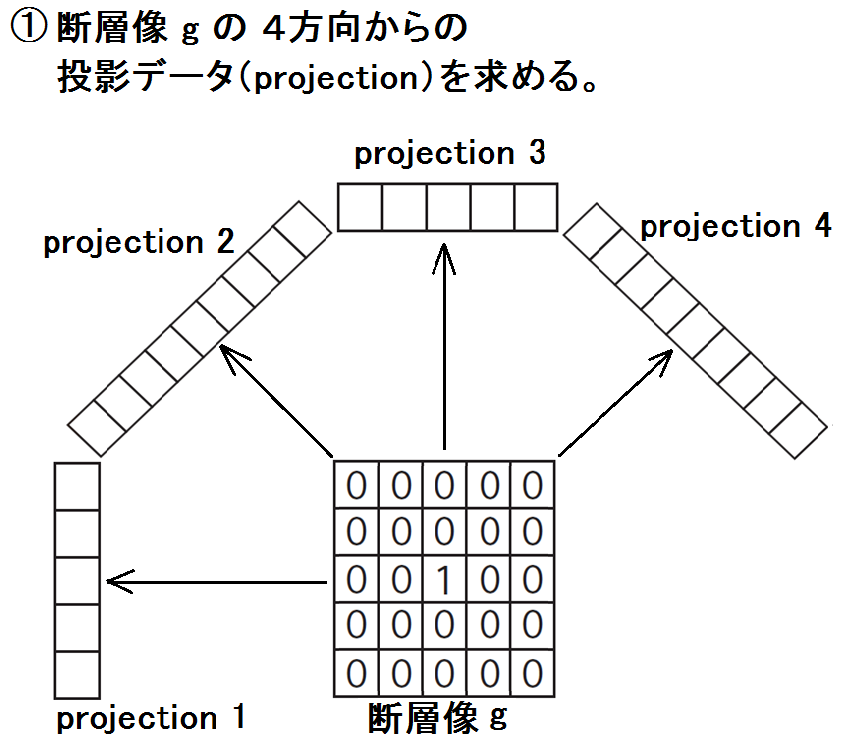 ① 断層像 g の ４方向からの
投影データ(projection)を求める。
projection 3
projection 2
projection 4
0 0 0 0 0
0 0 0 0 0
0 0 1 0 0
0 0 0 0 0
0 0 0 0 0
projection 1
断層像 g